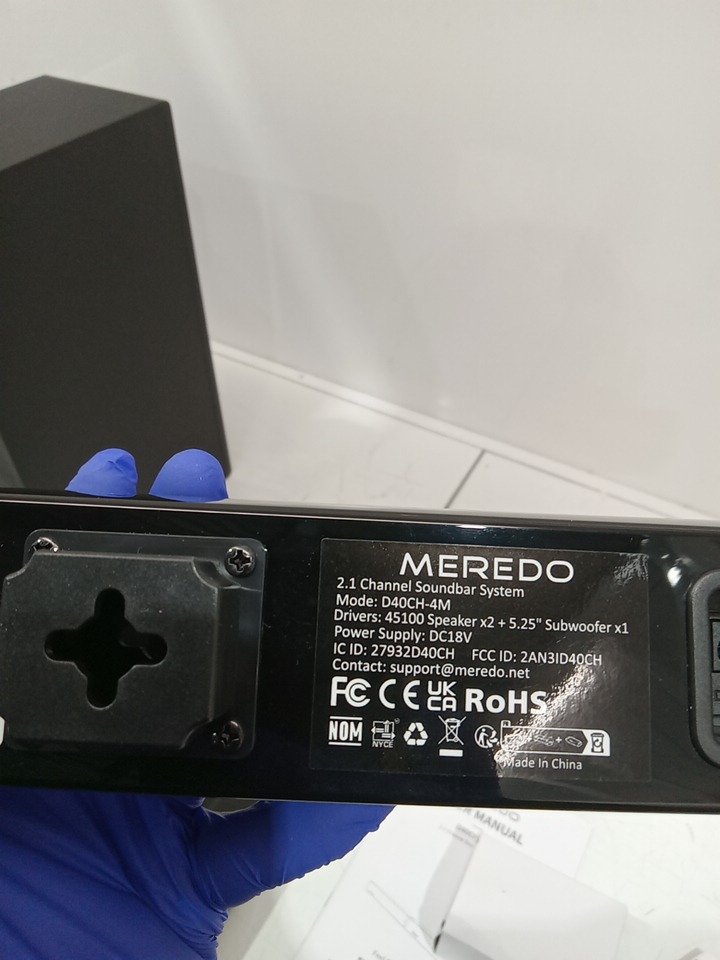 MEREDO
2.1 Channel Soundbar System
Mode: D40CH-4M
Drivers: 45100 Speaker x2 + 5.25" Subwoofer x1
Power Supply: DC18V
IC ID: 27932D40CH FCC ID: 2AN3ID40CH
Contact: support@meredo.net
FC CE UK CA RoHS
NOM NYCE
Made In China
MANUAL